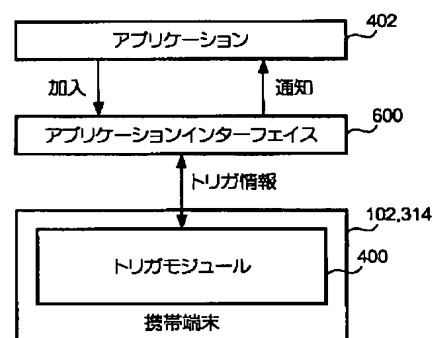 アプリケーション
402
加入
通知
アプリケーションインターフェイス
600
トリガ情報
102,314
トリガモジュール
400
携帯端末